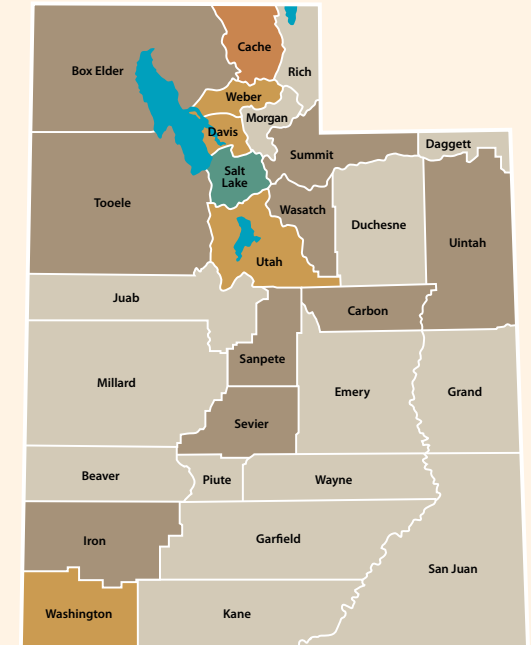 Cache
Box Elder
Rich
Weber
Morgan
Davis
Daggett
Summit
Salt
Lake
Tooele
Wasatch
Duchesne
Uintah
Utah
Juab
Carbon
Sanpete
Millard
Emery
Grand
Sevier
Beaver
Piute
Wayne
Iron
Garfield
San Juan
Washington
Kane